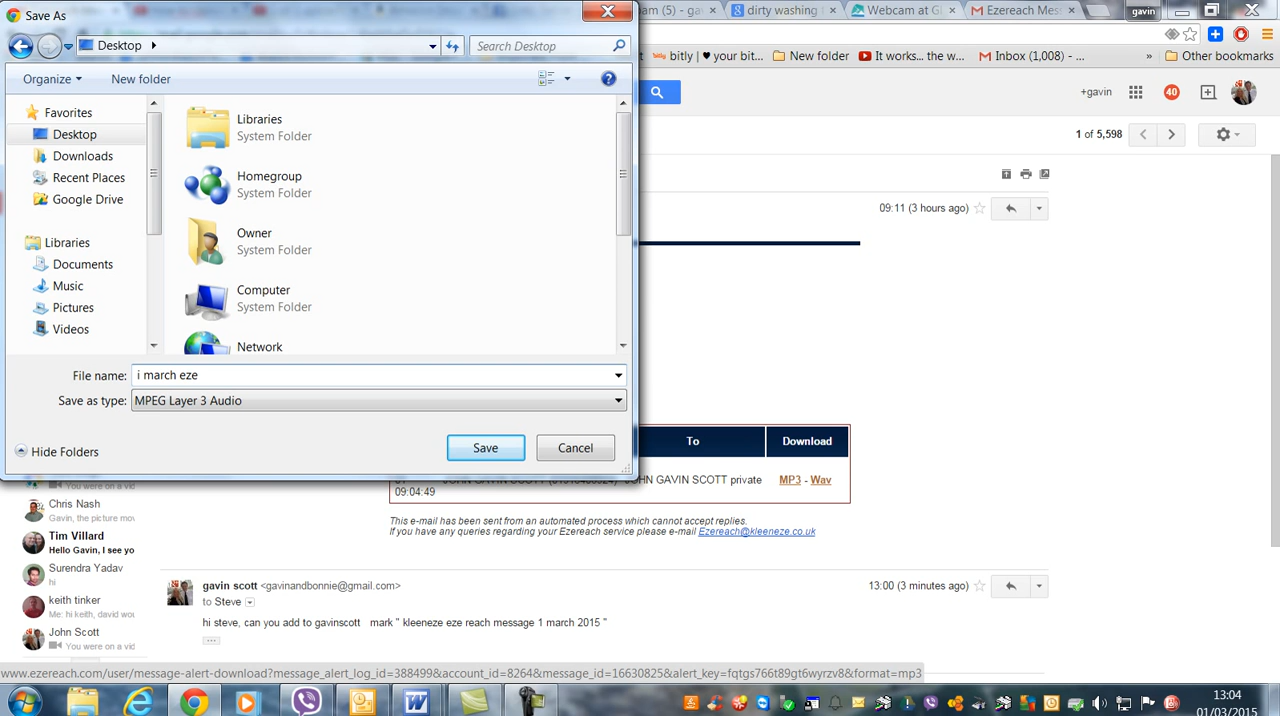 Save As
am (5) - gav
dirty washing
Webcam at Gl
Ezereach Mes
gavin
Desktop
Search Desktop
bitly | ♥ your bit...
New folder
It works... the w...
Inbox (1,008) - ...
»
Other bookmarks
Organize
New folder
+gavin
40
Favorites
Desktop
Downloads
Recent Places
Google Drive
Libraries
Documents
Music
Pictures
Videos
Libraries
System Folder
Homegroup
System Folder
Owner
System Folder
Computer
System Folder
Network
1 of 5,598
09:11 (3 hours ago)
File name:
i march eze
Save as type:
MPEG Layer 3 Audio
Hide Folders
Save
Cancel
To
Download
JOHN GAVIN SCOTT private
MP3 - Wav
09:04:49
This e-mail has been sent from an automated process which cannot accept replies.
If you have any queries regarding your Ezereach service please e-mail Ezereach@kleeneze.co.uk
You were on a vid
Chris Nash
Gavin, the picture mov
Tim Villard
Hello Gavin, I see yo
Surendra Yadav
hi
keith tinker
Me: hi keith, david wou
John Scott
You were on a vid
gavin scott <gavinandbonnie@gmail.com>
13:00 (3 minutes ago)
to Steve
hi steve, can you add to gavinscott mark " kleeneze eze reach message 1 march 2015 "
...
www.ezereach.com/user/message-alert-download?message_alert_log_id=388499&account_id=8264&message_id=16630825&alert_key=fqtgs766t89gt6wyrzv8&format=mp3
13:04
01/03/2015